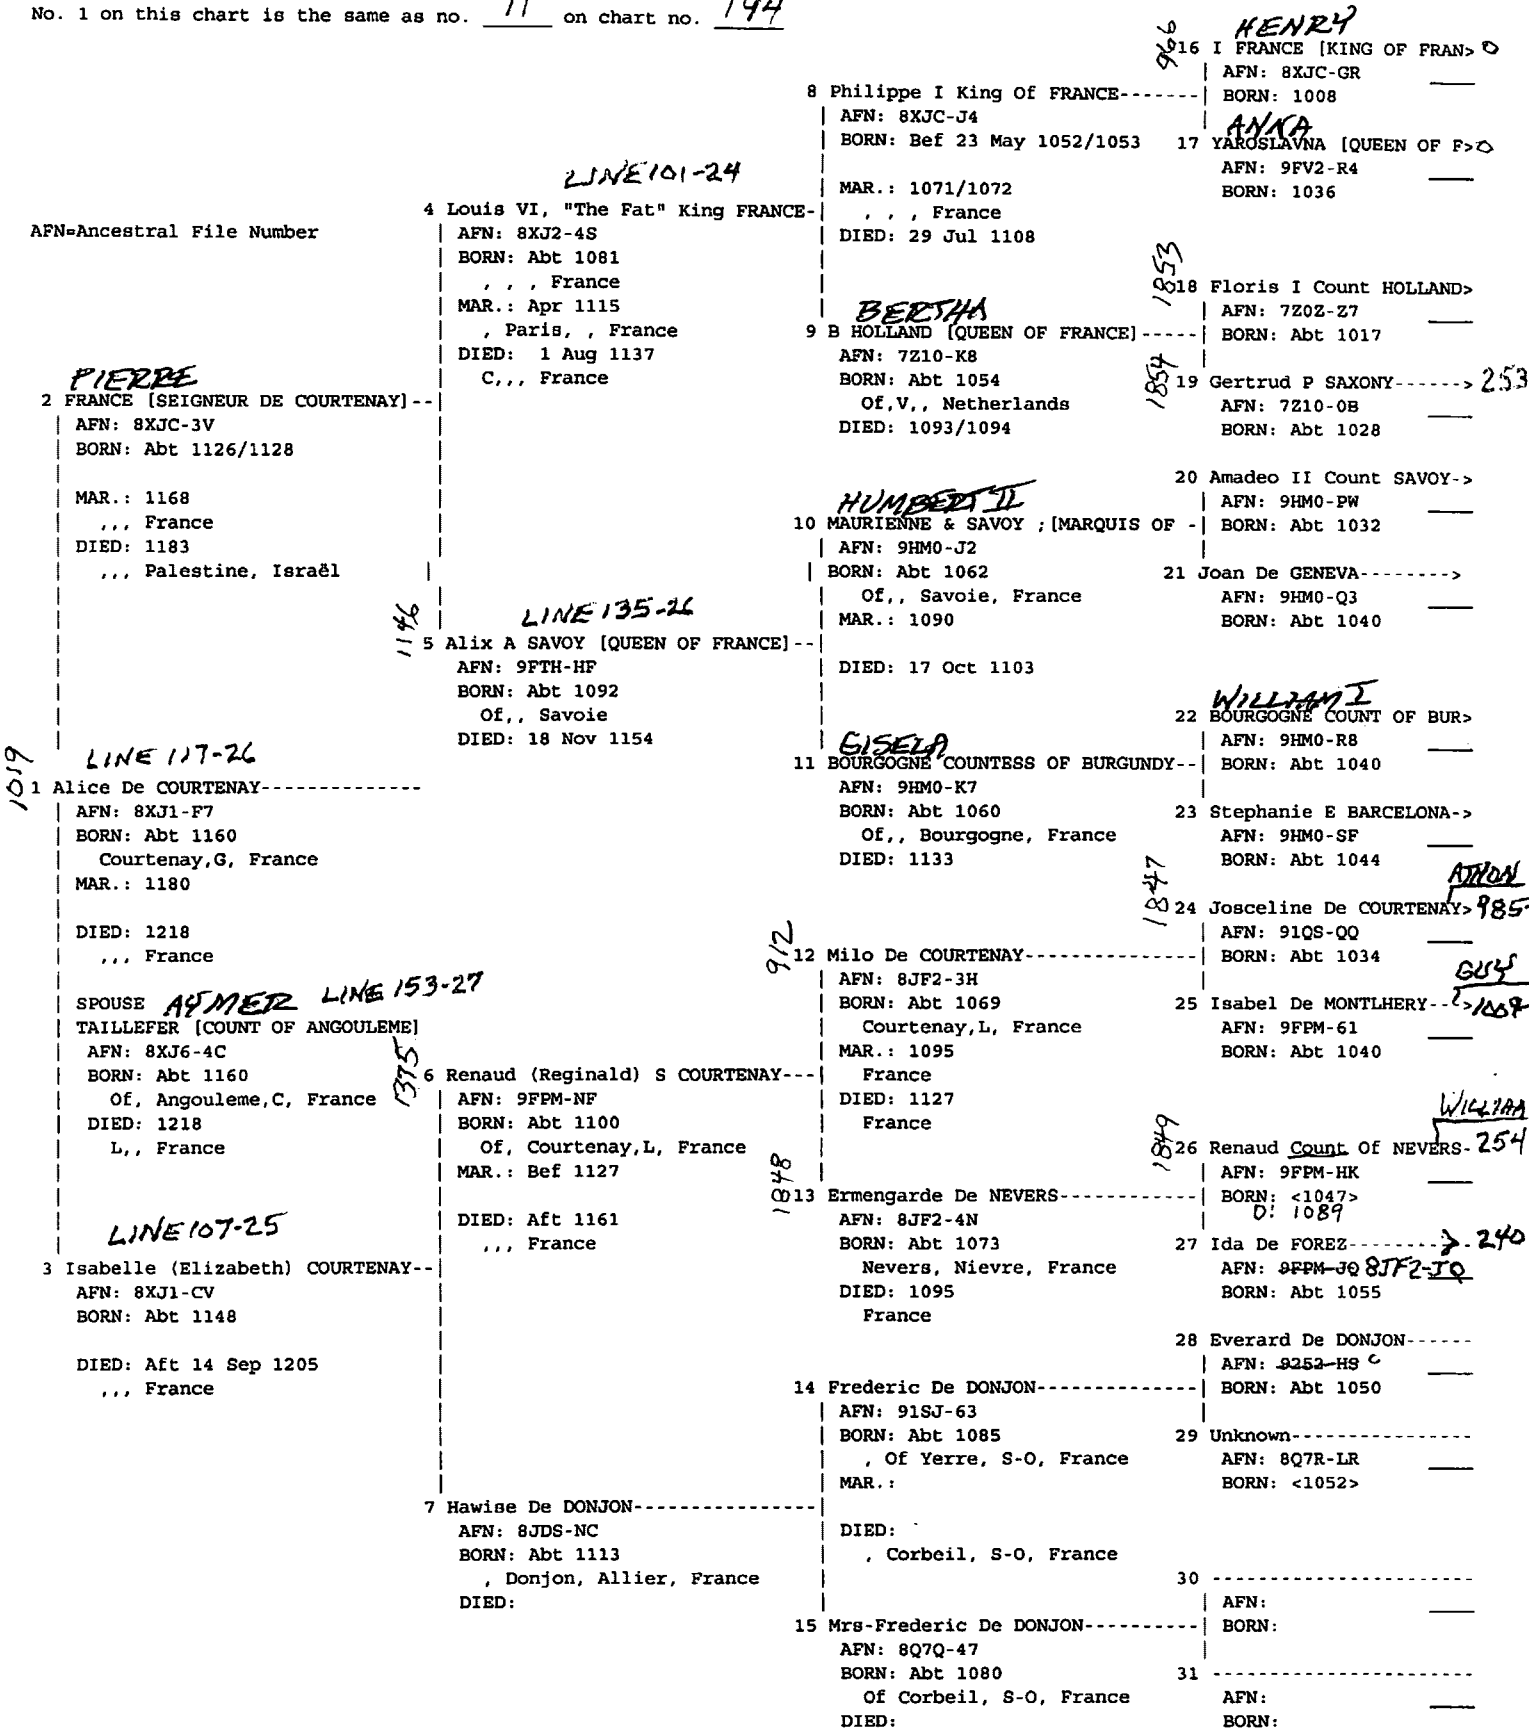 No. 1 on this chart is the same as no. 11 on chart no. 194
AFN=Ancestral File Number
1019
LINE 117-26
1 Alice De COURTENAY--------------
AFN: 8XJ1-F7
BORN: Abt 1160
Courtenay,G, France
MAR.: 1180
DIED: 1218
,,, France
SPOUSE AYMER LINE 153-27
TAILLEFER [COUNT OF ANGOULEME]
AFN: 8XJ6-4C
BORN: Abt 1160
Of, Angouleme,C, France
DIED: 1218
L,, France
PIERRE
2 FRANCE [SEIGNEUR DE COURTENAY]--
AFN: 8XJC-3V
BORN: Abt 1126/1128
MAR.: 1168
,,, France
DIED: 1183
,,, Palestine, Israël
LINE 107-25
3 Isabelle (Elizabeth) COURTENAY--
AFN: 8XJ1-CV
BORN: Abt 1148
DIED: Aft 14 Sep 1205
,,, France
LINE 101-24
4 Louis VI, "The Fat" King FRANCE-
AFN: 8XJ2-4S
BORN: Abt 1081
, , , France
MAR.: Apr 1115
, Paris, , France
DIED: 1 Aug 1137
C,,, France
1146
LINE 135-26
5 Alix A SAVOY [QUEEN OF FRANCE]--
AFN: 9FTH-HF
BORN: Abt 1092
Of,, Savoie
DIED: 18 Nov 1154
1375
6 Renaud (Reginald) S COURTENAY---
AFN: 9FPM-NF
BORN: Abt 1100
Of, Courtenay,L, France
MAR.: Bef 1127
DIED: Aft 1161
,,, France
7 Hawise De DONJON----------------
AFN: 8JDS-NC
BORN: Abt 1113
, Donjon, Allier, France
DIED:
8 Philippe I King Of FRANCE-------
AFN: 8XJC-J4
BORN: Bef 23 May 1052/1053
MAR.: 1071/1072
, , , France
DIED: 29 Jul 1108
BERTHA
9 B HOLLAND [QUEEN OF FRANCE]-----
AFN: 7Z10-K8
BORN: Abt 1054
Of,V,, Netherlands
DIED: 1093/1094
HUMBERT II
10 MAURIENNE & SAVOY ;[MARQUIS OF -
AFN: 9HM0-J2
BORN: Abt 1062
Of,, Savoie, France
MAR.: 1090
DIED: 17 Oct 1103
GISELA
11 BOURGOGNE COUNTESS OF BURGUNDY--
AFN: 9HM0-K7
BORN: Abt 1060
Of,, Bourgogne, France
DIED: 1133
912
12 Milo De COURTENAY--------------
AFN: 8JF2-3H
BORN: Abt 1069
Courtenay,L, France
MAR.: 1095
France
DIED: 1127
France
1848
13 Ermengarde De NEVERS-----------
AFN: 8JF2-4N
BORN: Abt 1073
Nevers, Nievre, France
DIED: 1095
France
14 Frederic De DONJON-------------
AFN: 91SJ-63
BORN: Abt 1085
, Of Yerre, S-O, France
MAR.:
DIED:
, Corbeil, S-O, France
15 Mrs-Frederic De DONJON----------
AFN: 8Q7Q-47
BORN: Abt 1080
Of Corbeil, S-O, France
DIED:
966
HENRY
16 I FRANCE [KING OF FRAN>
AFN: 8XJC-GR
BORN: 1008
ANNA
17 YAROSLAVNA [QUEEN OF F>
AFN: 9FV2-R4
BORN: 1036
1853
18 Floris I Count HOLLAND>
AFN: 7Z0Z-Z7
BORN: Abt 1017
1854
19 Gertrud P SAXONY------> 253
AFN: 7Z10-0B
BORN: Abt 1028
20 Amadeo II Count SAVOY->
AFN: 9HM0-PW
BORN: Abt 1032
21 Joan De GENEVA-------->
AFN: 9HM0-Q3
BORN: Abt 1040
WILLIAM I
22 BOURGOGNE COUNT OF BUR>
AFN: 9HM0-R8
BORN: Abt 1040
23 Stephanie E BARCELONA->
AFN: 9HM0-SF
BORN: Abt 1044
1847
ATHON
24 Josceline De COURTENAY> 985
AFN: 91QS-QQ
BORN: Abt 1034
GUY
25 Isabel De MONTLHERY-->
AFN: 9FPM-61
BORN: Abt 1040
WILLIAM
1849
26 Renaud Count Of NEVERS- 254
AFN: 9FPM-HK
BORN: <1047>
D: 1089
27 Ida De FOREZ--------> 240
AFN: 9FPM-JQ 8JF2-JQ
BORN: Abt 1055
28 Everard De DONJON------
AFN: 9252-HS
BORN: Abt 1050
29 Unknown----------------
AFN: 8Q7R-LR
BORN: <1052>
30 -----------------------
AFN:
BORN:
31 -----------------------
AFN:
BORN: